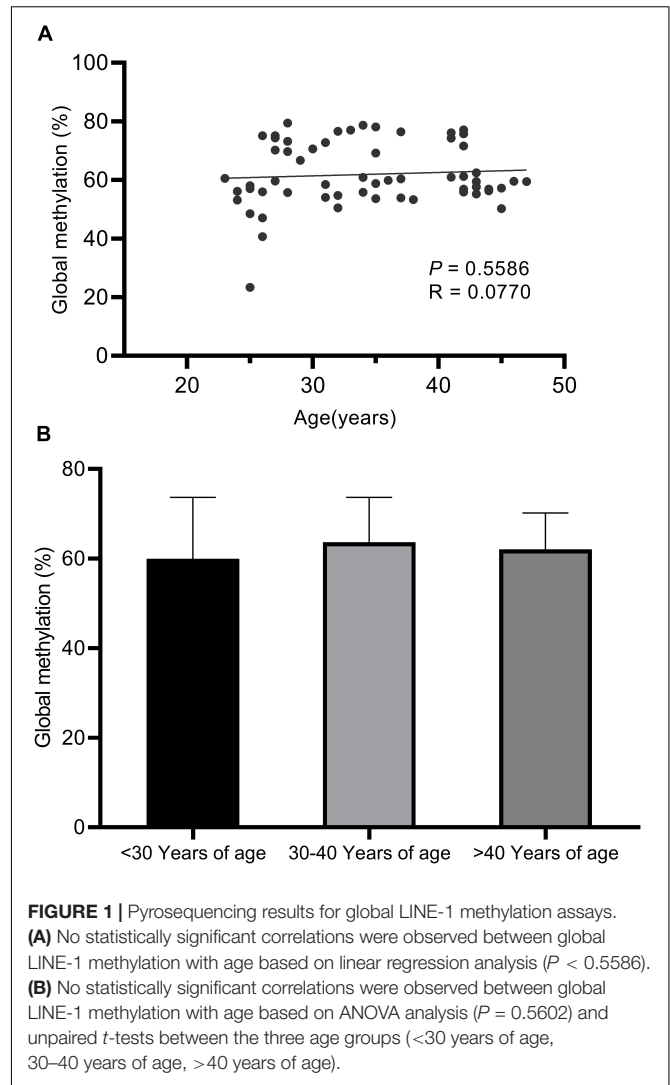 A
100
80
60
40
20
0
Global methylation (%)
P = 0.5586
R = 0.0770
20 30 40 50
Age(years)
B
80
60
40
20
0
Global methylation (%)
<30 Years of age 30-40 Years of age >40 Years of age
FIGURE 1 | Pyrosequencing results for global LINE-1 methylation assays.
(A) No statistically significant correlations were observed between global
LINE-1 methylation with age based on linear regression analysis (P < 0.5586).
(B) No statistically significant correlations were observed between global
LINE-1 methylation with age based on ANOVA analysis (P = 0.5602) and
unpaired t-tests between the three age groups (<30 years of age,
30–40 years of age, >40 years of age).